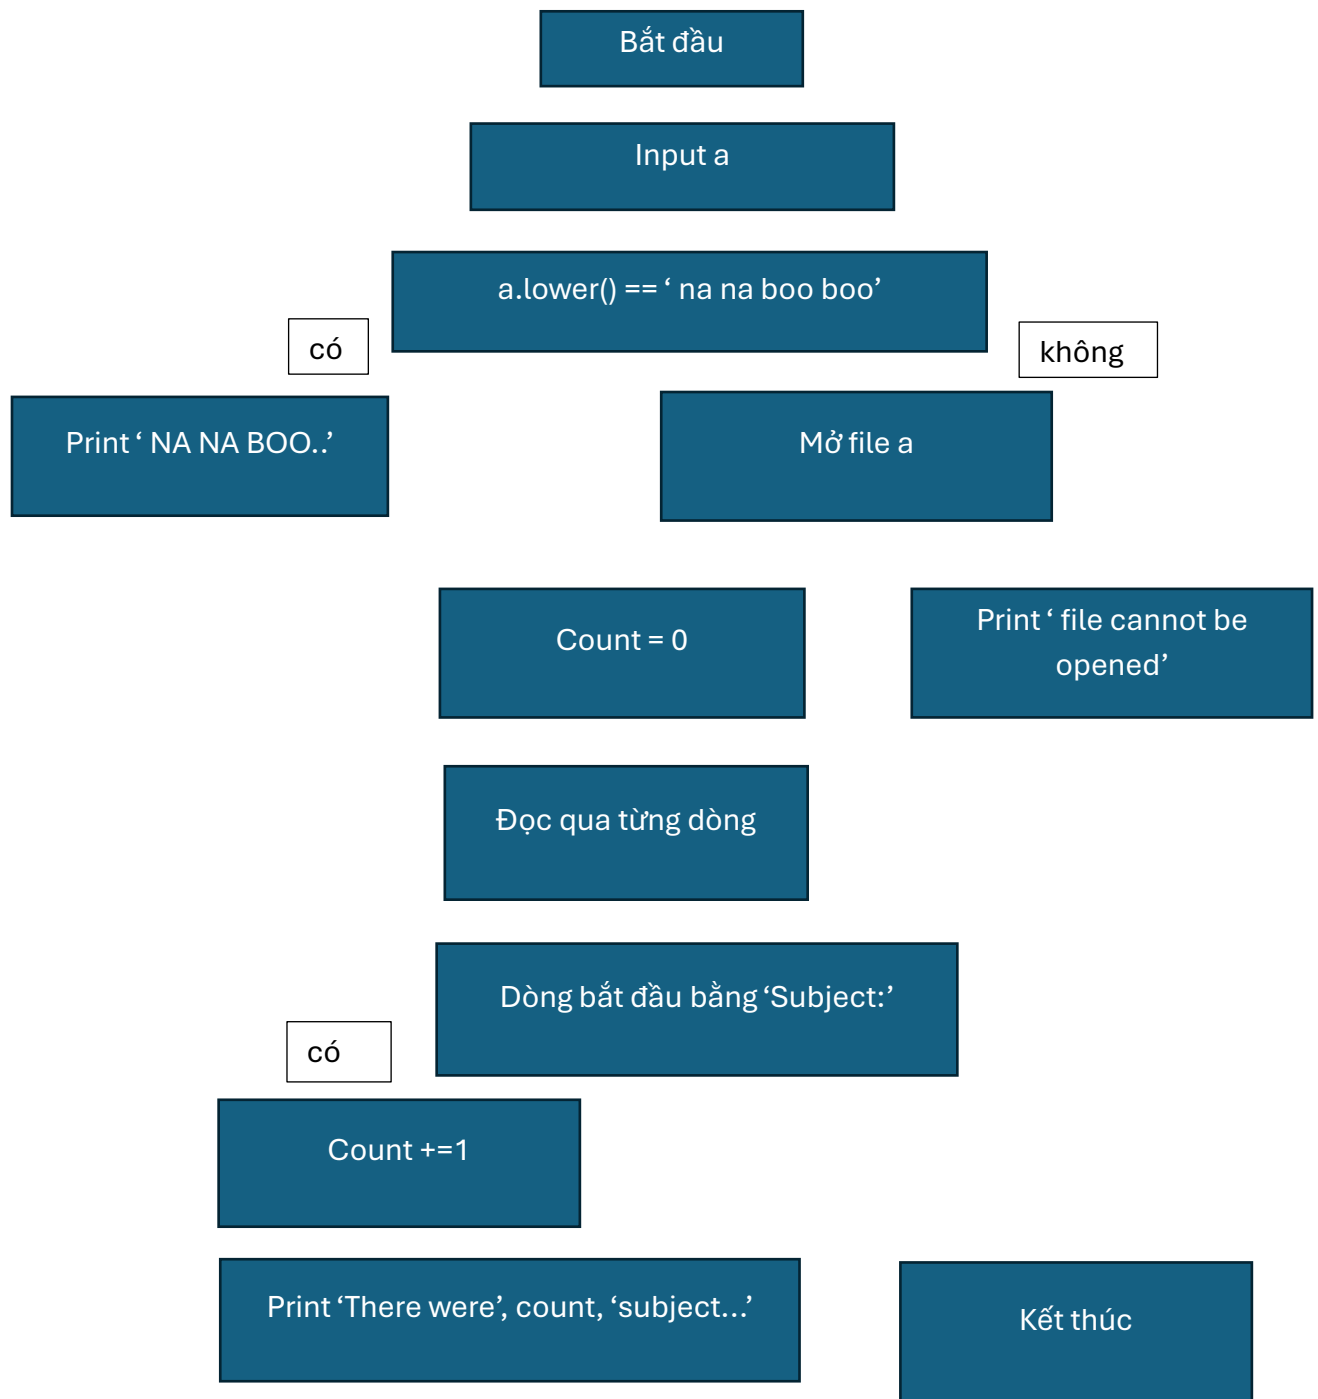 Bắt đầu
Input a
a.lower() == ‘ na na boo boo’
có
không
Print ‘ NA NA BOO..’
Mở file a
Count = 0
Print ‘ file cannot be
opened’
Đọc qua từng dòng
Dòng bắt đầu bằng ‘Subject:’
có
Count +=1
Print ‘There were’, count, ‘subject...’
Kết thúc